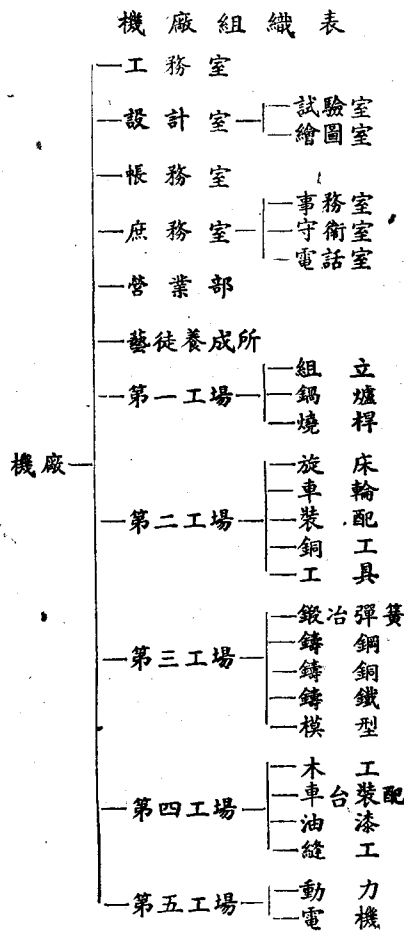 機廠組織表
機廠
工務室
設計室
試驗室
繪圖室
帳務室
庶務室
事務室
守衛室
電話室
營業部
藝徒養成所
第一工場
組立
鍋爐
燒桿
第二工場
旋床
車輪
裝配
銅工
工具
第三工場
鍛冶彈簧
鑄鋼
鑄銅
鑄鐵
模型
第四工場
木工
車台裝配
油漆
縫工
第五工場
動力
電機